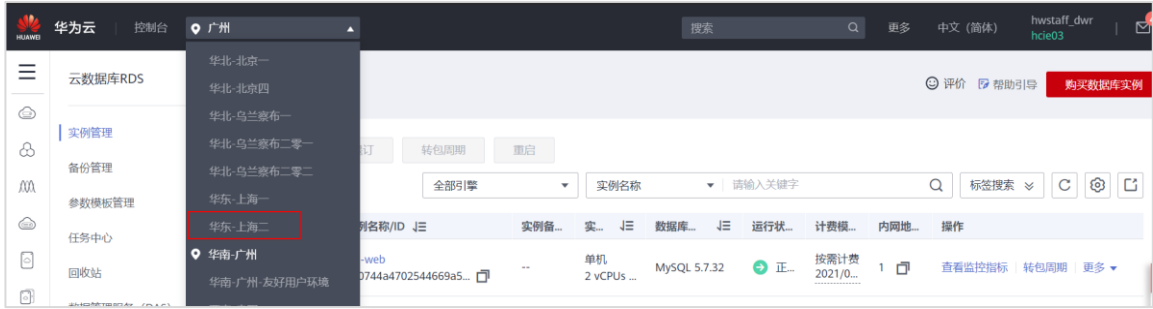 HUAWEI 华为云 控制台 广州 搜索 更多 中文 (简体) hwstaff_dwr
hcie03
华北-北京一
云数据库RDS
华北-北京四
评价 帮助引导 购买数据库实例
华北-乌兰察布一
实例管理
华北-乌兰察布二零一
订 转包周期 重启
备份管理
华北-乌兰察布二零二
全部引擎 实例名称 请输入关键字 标签搜索
参数模板管理
华东-上海一
华东-上海二
例名称/ID 实例备... 实... 数据库... 运行状... 计费模... 内网地... 操作
任务中心
华南-广州
-web
0744a4702544669a5... -- 单机
2 vCPUs ... MySQL 5.7.32 正... 按需计费
2021/0... 1 查看监控指标 转包周期 更多
回收站
华南-广州-友好用户环境